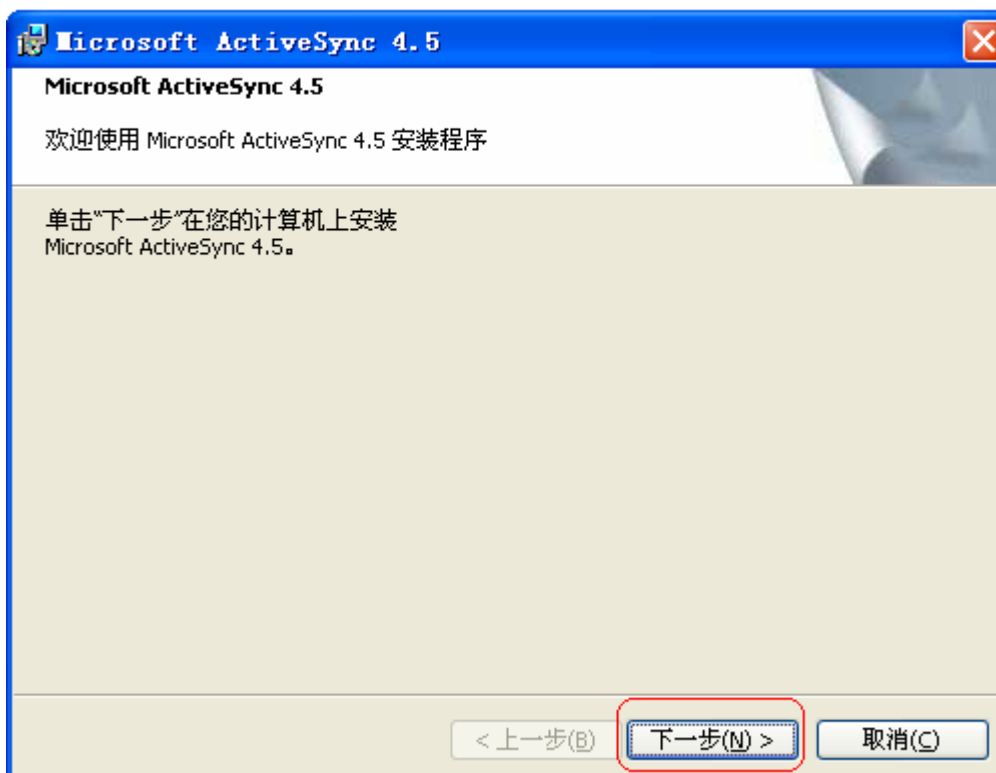 Microsoft ActiveSync 4.5
Microsoft ActiveSync 4.5
欢迎使用 Microsoft ActiveSync 4.5 安装程序
单击“下一步”在您的计算机上安装
Microsoft ActiveSync 4.5。
< 上一步(B) 下一步(N) > 取消(C)